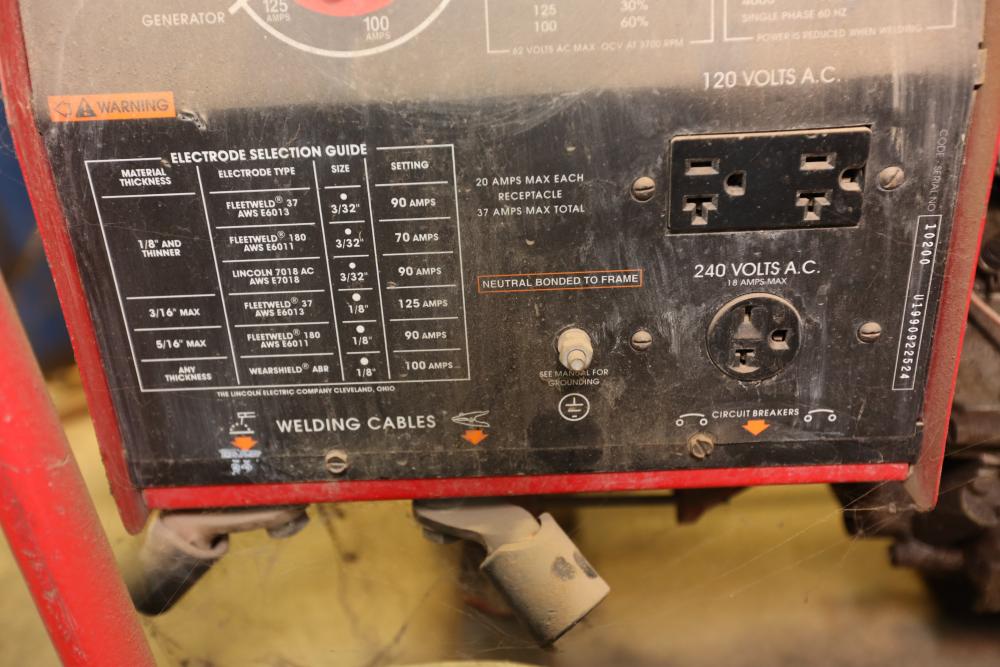 GENERATOR
125
AMPS
100
AMPS
125 30%
100 60%
62 VOLTS AC MAX OCV AT 3700 RPM
4000
SINGLE PHASE 60 HZ
POWER IS REDUCED WHEN WELDING
120 VOLTS A.C.
WARNING
ELECTRODE SELECTION GUIDE
MATERIAL THICKNESS
ELECTRODE TYPE
SIZE
SETTING
1/8" AND THINNER
FLEETWELD® 37
AWS E6013
3/32"
90 AMPS
FLEETWELD® 180
AWS E6011
3/32"
70 AMPS
LINCOLN 7018 AC
AWS E7018
3/32"
90 AMPS
3/16" MAX
FLEETWELD® 37
AWS E6013
1/8"
125 AMPS
5/16" MAX
FLEETWELD® 180
AWS E6011
1/8"
90 AMPS
ANY THICKNESS
WEARSHIELD® ABR
1/8"
100 AMPS
THE LINCOLN ELECTRIC COMPANY CLEVELAND, OHIO
20 AMPS MAX EACH
RECEPTACLE
37 AMPS MAX TOTAL
NEUTRAL BONDED TO FRAME
240 VOLTS A.C.
18 AMPS MAX
SEE MANUAL FOR
GROUNDING
WELDING CABLES
CIRCUIT BREAKERS
CODE SERIAL NO
10200 U1990922524